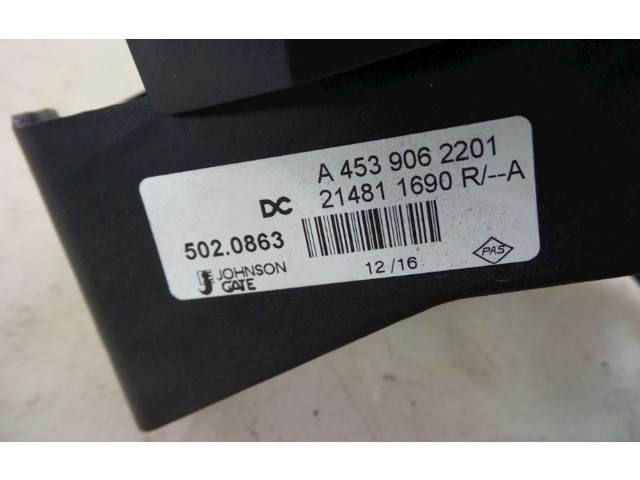 A 453 906 2201
DC 21481 1690 R/--A
502.0863
JOHNSON
GATE
12/16
PAS